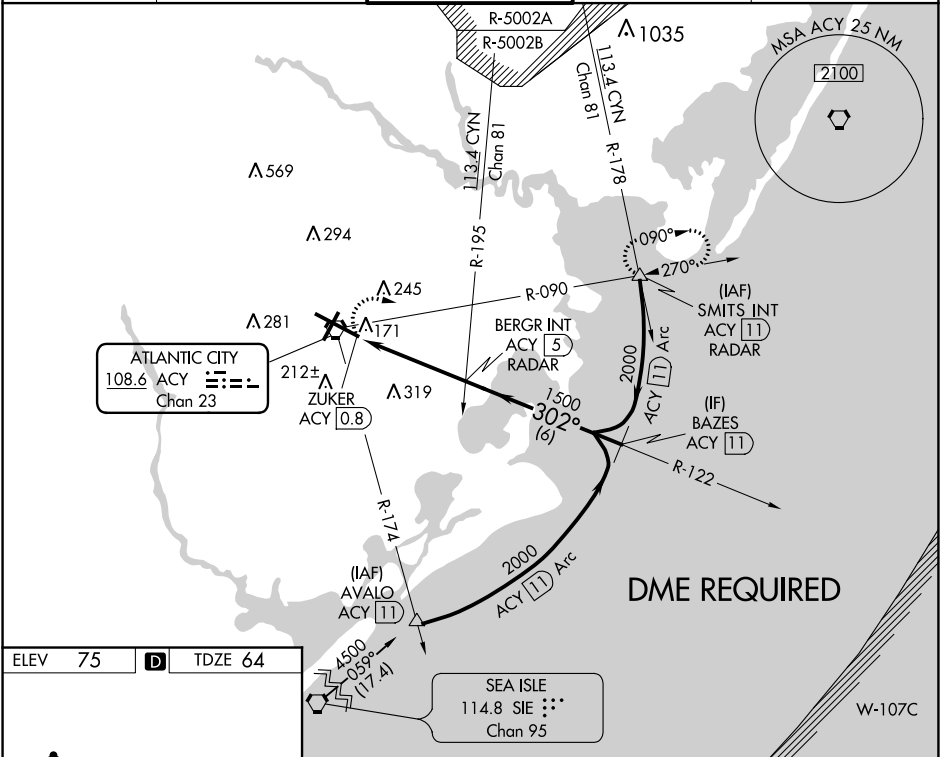 R-5002A
R-5002B
1035
MSA ACY 25 NM
2100
113.4 CYN
Chan 81
R-178
113.4 CYN
Chan 81
R-195
569
294
245
281
171
212±
319
090°
270°
R-090
(IAF)
SMITS INT
ACY 11
RADAR
BERGR INT
ACY 5
RADAR
2000
ACY 11 Arc
ATLANTIC CITY
108.6 ACY
Chan 23
ZUKER
ACY 0.8
1500
302°
(6)
(IF)
BAZES
ACY 11
R-122
R-174
2000
ACY 11 Arc
(IAF)
AVALO
ACY 11
DME REQUIRED
4500
059°
(17.4)
SEA ISLE
114.8 SIE
Chan 95
W-107C
ELEV 75 D TDZE 64